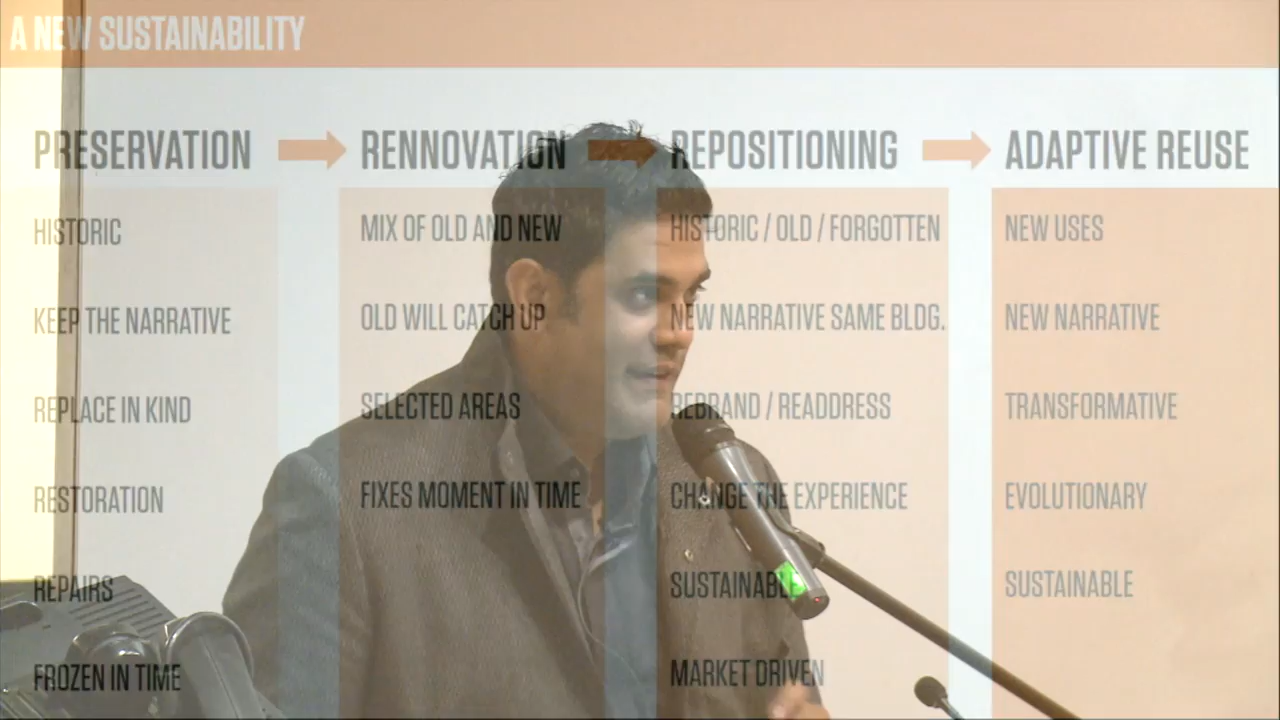 A NEW SUSTAINABILITY
PRESERVATION
HISTORIC
KEEP THE NARRATIVE
REPLACE IN KIND
RESTORATION
REPAIRS
FROZEN IN TIME
RENNOVATION
MIX OF OLD AND NEW
OLD WILL CATCH UP
SELECTED AREAS
FIXES MOMENT IN TIME
REPOSITIONING
HISTORIC / OLD / FORGOTTEN
NEW NARRATIVE SAME BLDG.
REBRAND / READDRESS
CHANGE THE EXPERIENCE
SUSTAINABLE
MARKET DRIVEN
ADAPTIVE REUSE
NEW USES
NEW NARRATIVE
TRANSFORMATIVE
EVOLUTIONARY
SUSTAINABLE